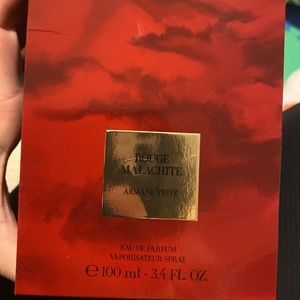 ROUGE
MALACHITE
ARMANI/PRIVÉ
EAU DE PARFUM
VAPORISATEUR SPRAY
℮ 100 ml - 3.4 FL. OZ.